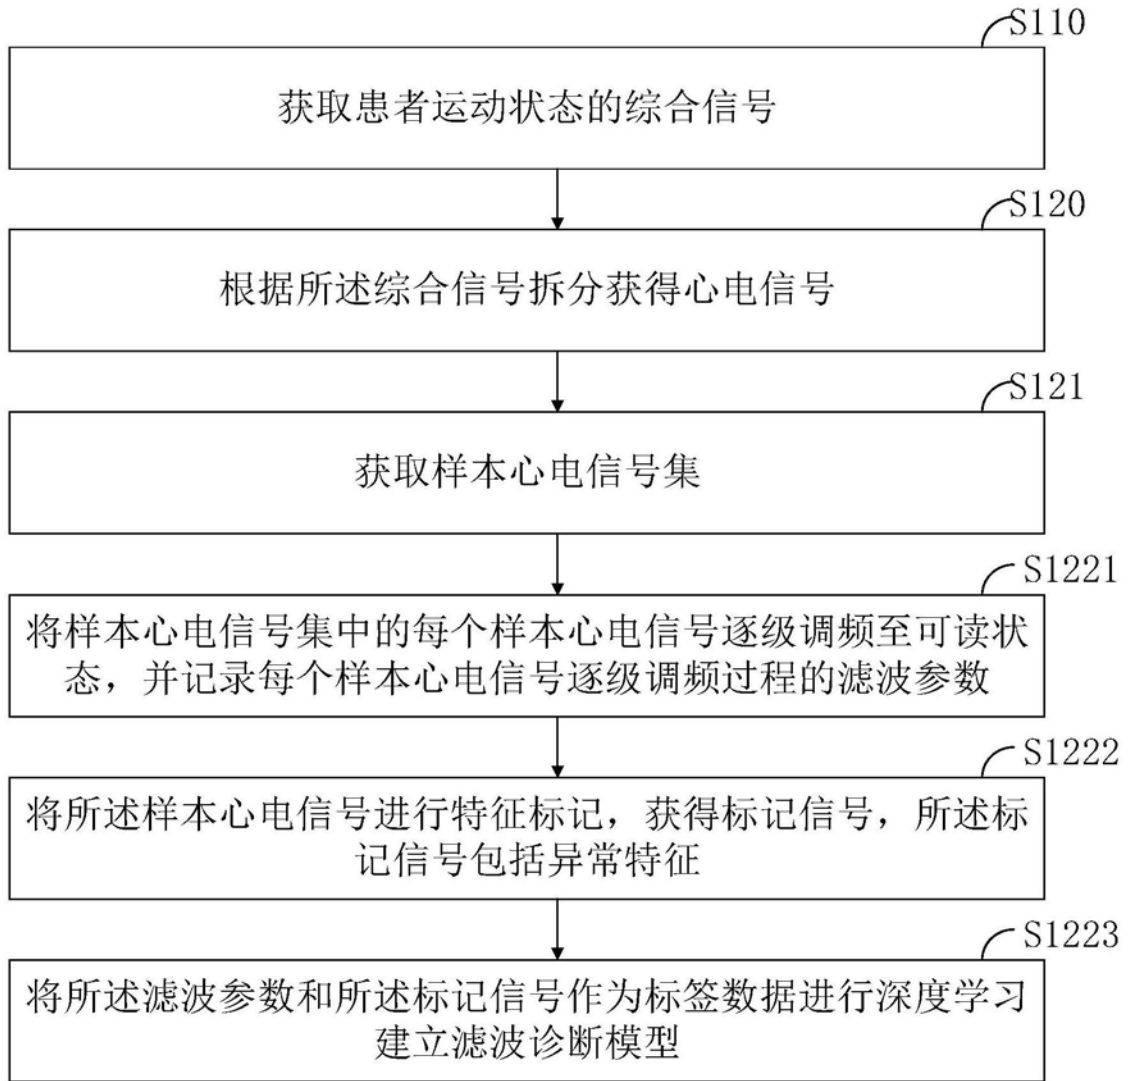 S110
获取患者运动状态的综合信号
S120
根据所述综合信号拆分获得心电信号
S121
获取样本心电信号集
S1221
将样本心电信号集中的每个样本心电信号逐级调频至可读状
态，并记录每个样本心电信号逐级调频过程的滤波参数
S1222
将所述样本心电信号进行特征标记，获得标记信号，所述标
记信号包括异常特征
S1223
将所述滤波参数和所述标记信号作为标签数据进行深度学习
建立滤波诊断模型